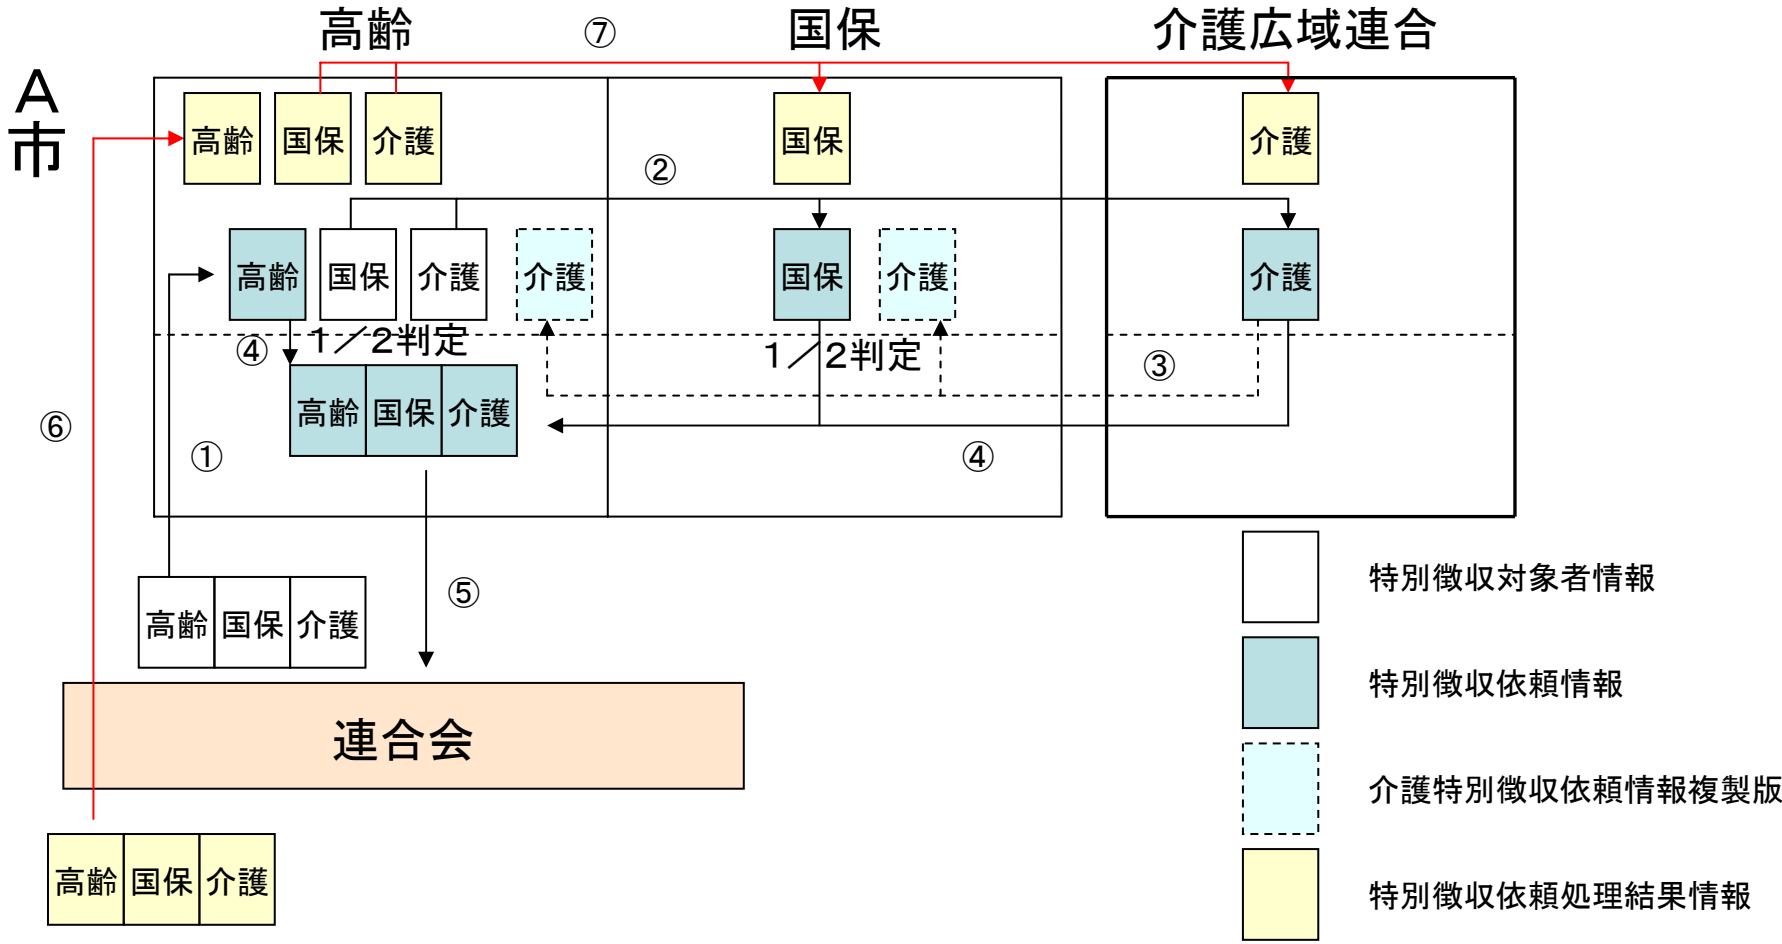 高齢
⑦
国保
介護広域連合
A
市
高齢
国保
介護
国保
介護
②
高齢
国保
介護
介護
国保
介護
介護
④
1／2判定
1／2判定
③
高齢
国保
介護
⑥
①
④
⑤
高齢
国保
介護
連合会
高齢
国保
介護
特別徴収対象者情報
特別徴収依頼情報
介護特別徴収依頼情報複製版
特別徴収依頼処理結果情報